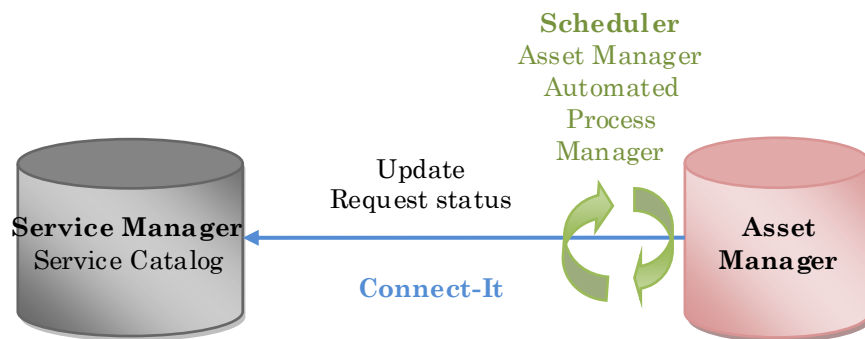 Scheduler
Asset Manager
Automated
Process
Manager
Update
Request status
Service Manager
Service Catalog
Connect-It
Asset
Manager